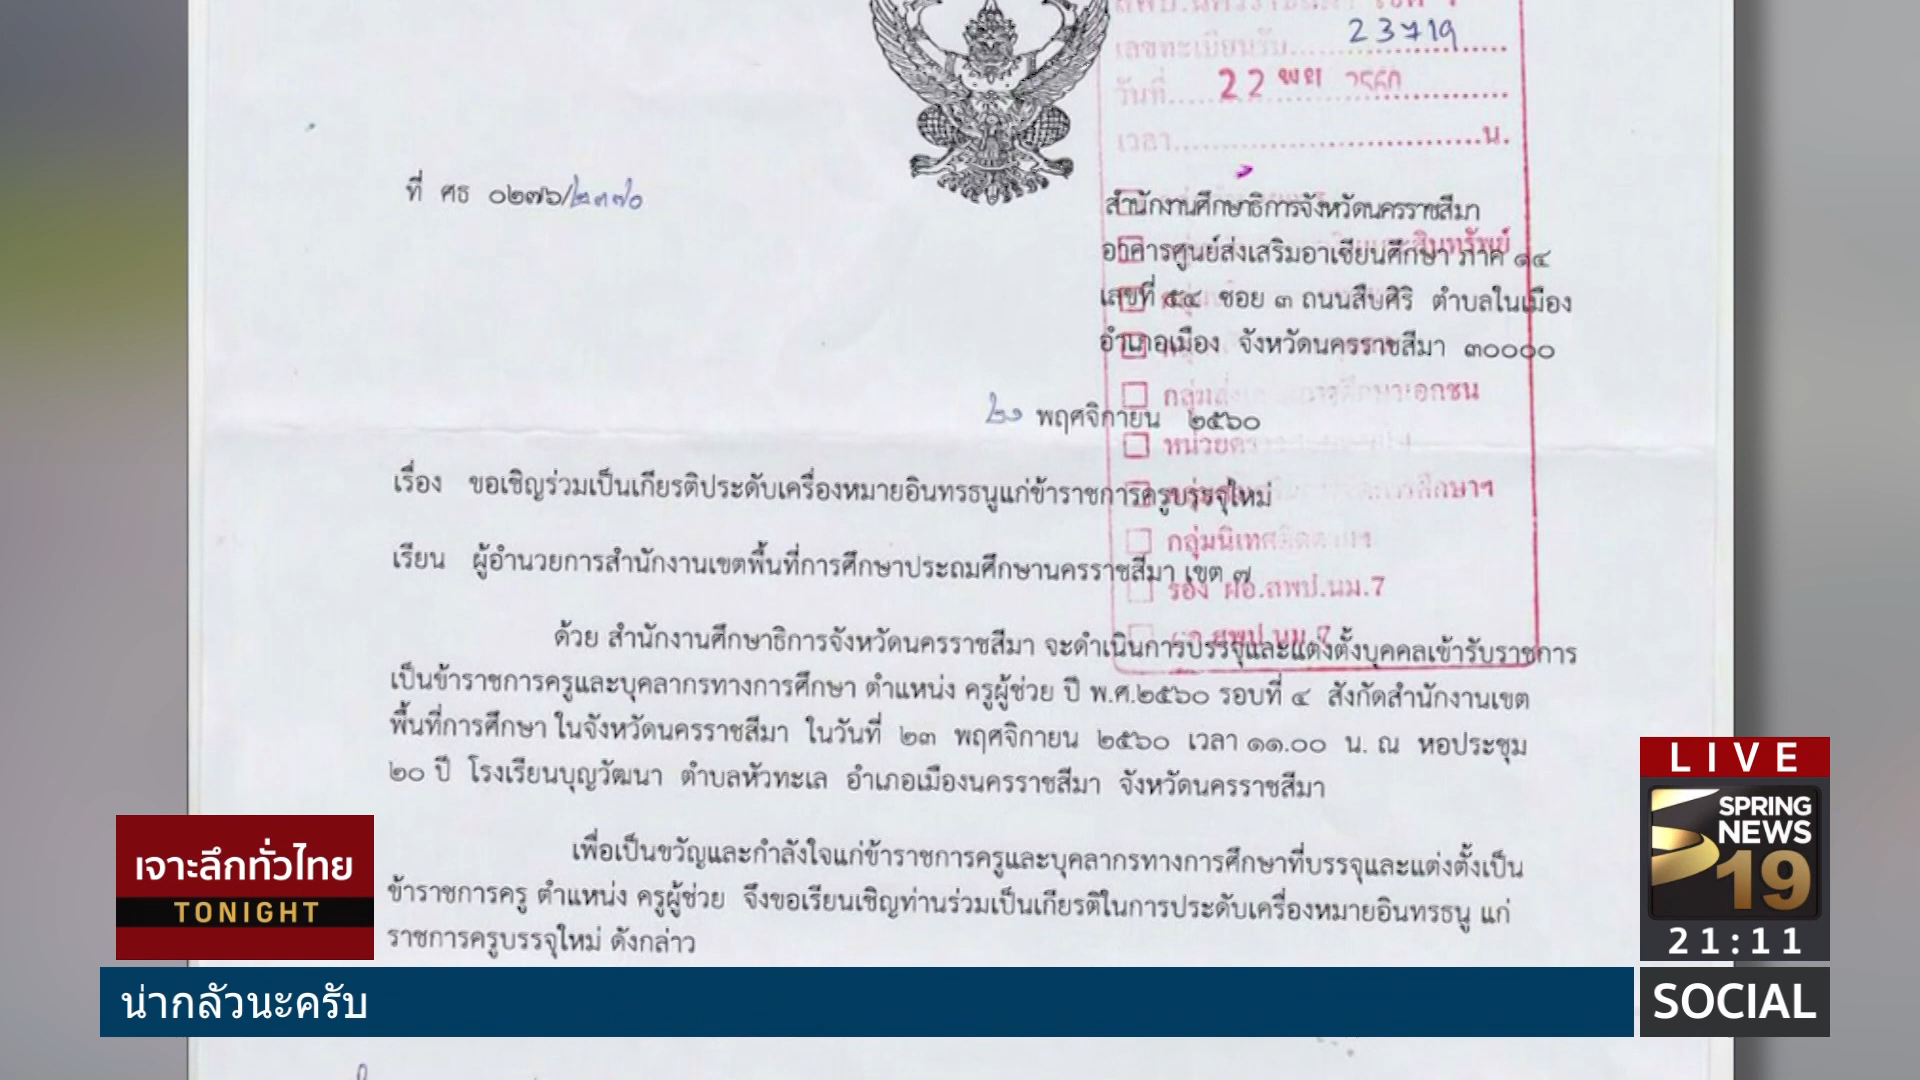 เลขทะเบียนรับ 23719
วันที่ 22 พย 2560
เวลา น.
ที่ ศธ ๐๒๗๖/๒๓๗๐
สำนักงานศึกษาธิการจังหวัดนครราชสีมา
อาคารศูนย์ส่งเสริมอาเซียนศึกษา ภาค ๑๔
เลขที่ ๕๔ ซอย ๓ ถนนสืบศิริ ตำบลในเมือง
อำเภอเมือง จังหวัดนครราชสีมา ๓๐๐๐๐
๒๐ พฤศจิกายน ๒๕๖๐
เรื่อง ขอเชิญร่วมเป็นเกียรติประดับเครื่องหมายอินทรธนูแก่ข้าราชการครูบรรจุใหม่
กลุ่มนิเทศติดตามฯ
เรียน ผู้อำนวยการสำนักงานเขตพื้นที่การศึกษาประถมศึกษานครราชสีมา เขต ๗
รอง ผอ.สพป.นม.7
ด้วย สำนักงานศึกษาธิการจังหวัดนครราชสีมา จะดำเนินการบรรจุและแต่งตั้งบุคคลเข้ารับราชการ
เป็นข้าราชการครูและบุคลากรทางการศึกษา ตำแหน่ง ครูผู้ช่วย ปี พ.ศ.๒๕๖๐ รอบที่ ๔ สังกัดสำนักงานเขต
พื้นที่การศึกษา ในจังหวัดนครราชสีมา ในวันที่ ๒๓ พฤศจิกายน ๒๕๖๐ เวลา ๑๑.๐๐ น. ณ หอประชุม
๒๐ ปี โรงเรียนบุญวัฒนา ตำบลหัวทะเล อำเภอเมืองนครราชสีมา จังหวัดนครราชสีมา
เพื่อเป็นขวัญและกำลังใจแก่ข้าราชการครูและบุคลากรทางการศึกษาที่บรรจุและแต่งตั้งเป็น
ข้าราชการครู ตำแหน่ง ครูผู้ช่วย จึงขอเรียนเชิญท่านร่วมเป็นเกียรติในการประดับเครื่องหมายอินทรธนู แก่
ราชการครูบรรจุใหม่ ดังกล่าว
LIVE
SPRING
NEWS
19
21:11
เจาะลึกทั่วไทย
TONIGHT
น่ากลัวนะครับ
SOCIAL